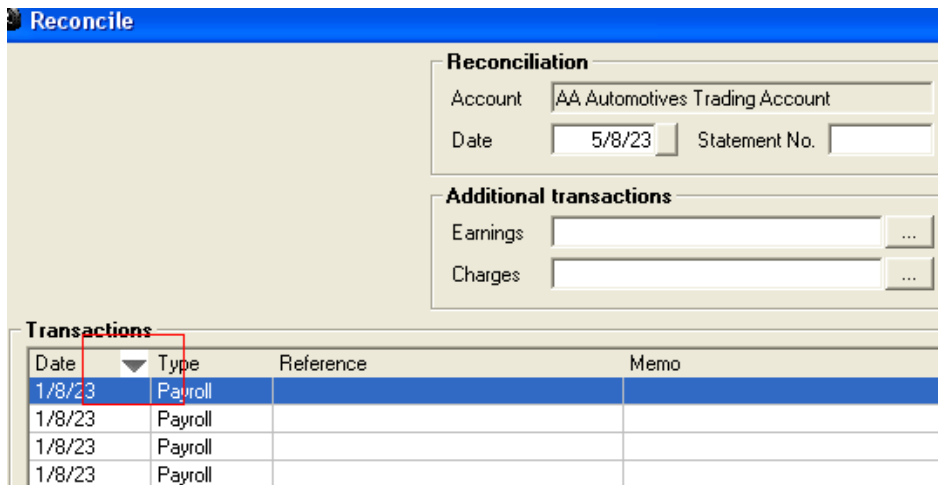 Reconcile
Reconciliation
Account AA Automotives Trading Account
Date 5/8/23 Statement No.
Additional transactions
Earnings ...
Charges ...
Transactions
Date Type Reference Memo
1/8/23 Payroll
1/8/23 Payroll
1/8/23 Payroll
1/8/23 Payroll